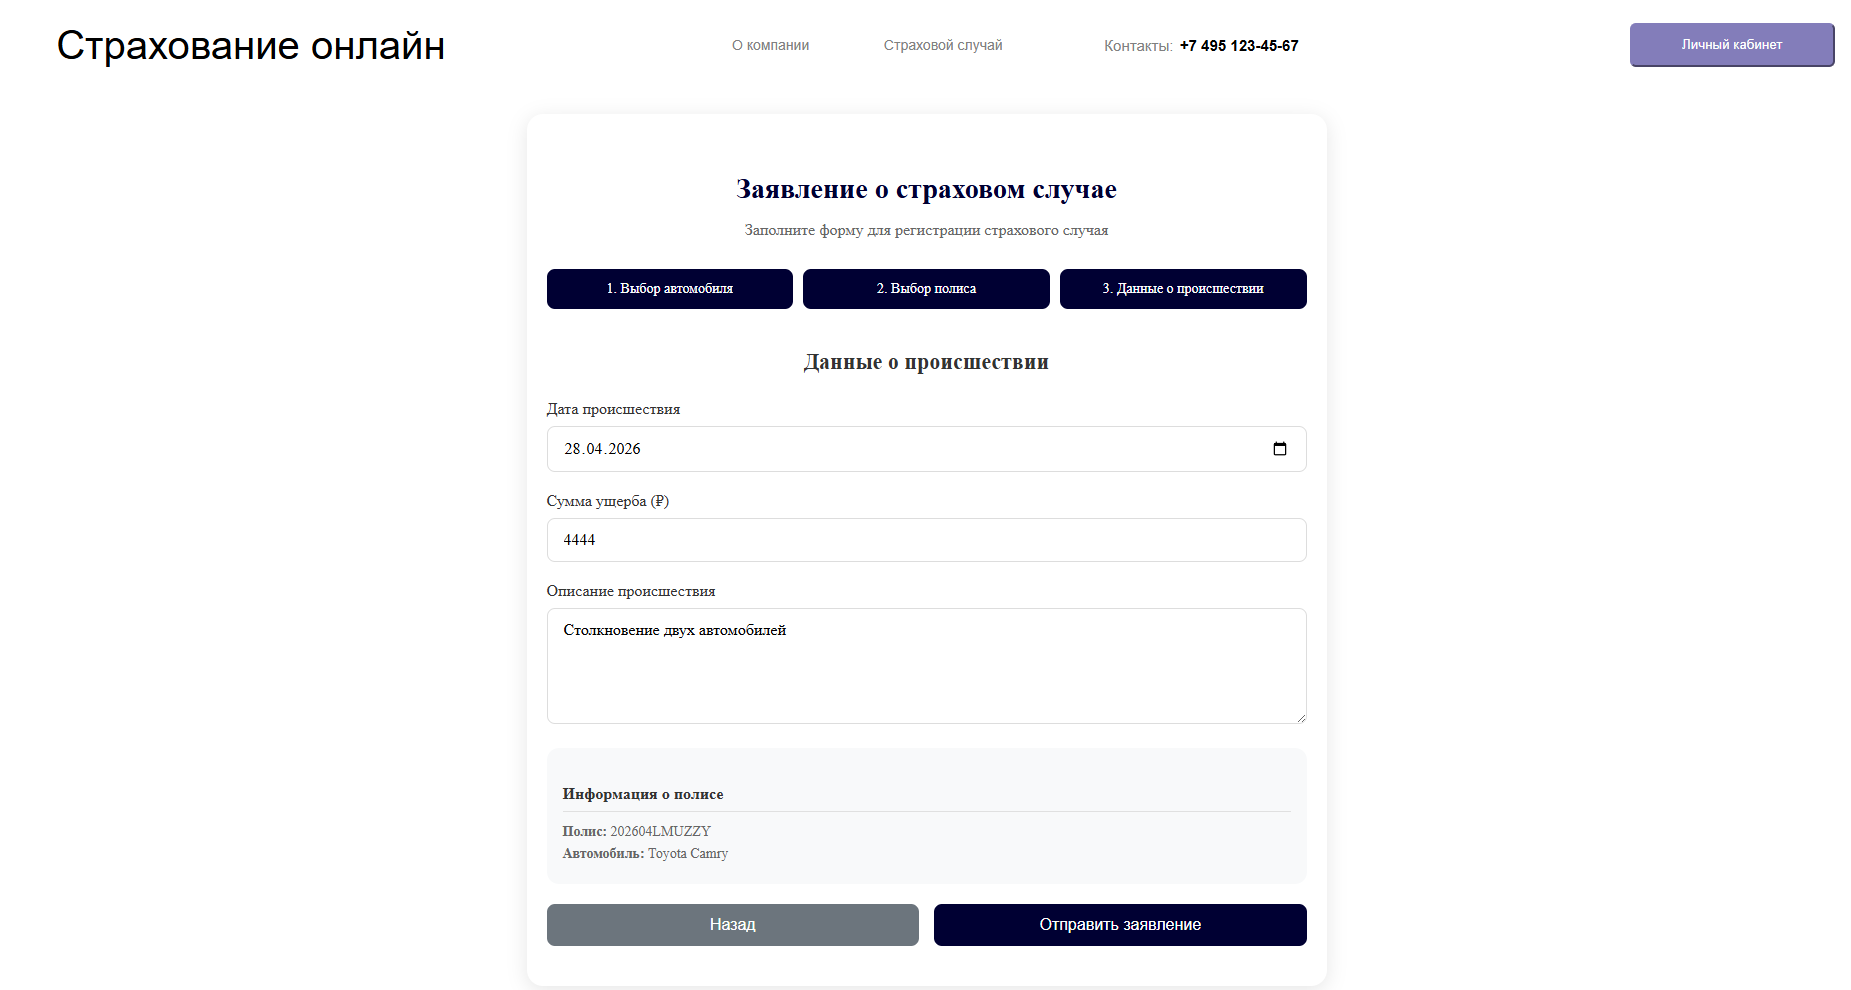 Страхование онлайн
О компании
Страховой случай
Контакты: +7 495 123-45-67
Личный кабинет
Заявление о страховом случае
Заполните форму для регистрации страхового случая
1. Выбор автомобиля
2. Выбор полиса
3. Данные о происшествии
Данные о происшествии
Дата происшествия
28.04.2026
Сумма ущерба (₽)
4444
Описание происшествия
Столкновение двух автомобилей
Информация о полисе
Полис: 202604LMUZZY
Автомобиль: Toyota Camry
Назад
Отправить заявление